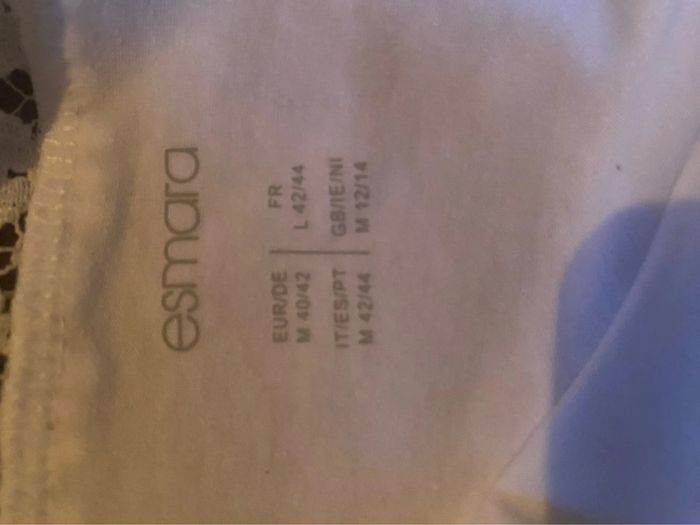 esmara
EUR/DE FR
M 40/42 L 42/44
IT/ES/PT GB/IE/NI
M 42/44 M 12/14